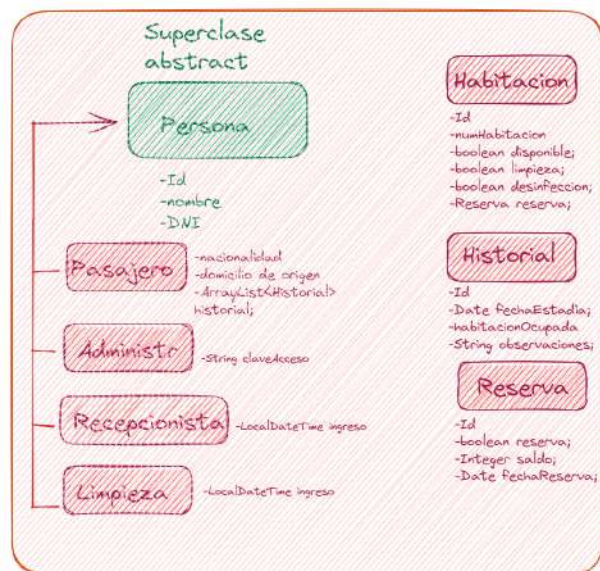 Superclase
abstract
Persona
-Id
-nombre
-DNI
Pasajero
-nacionalidad
-domicilio de origen
-ArrayList<Historial>
historial;
Administr
-String claveAcceso
Recepcionista
-LocalDateTime ingreso
Limpieza
-LocalDateTime ingreso
Habitacion
-Id
-numHabitacion
-boolean disponible;
-boolean limpieza;
-boolean desinfeccion;
-Reserva reserva;
Historial
-Id
-Date fechaEstadia;
-habitacionOcupada
-String observaciones;
Reserva
-Id
-boolean reserva;
-Integer saldo;
-Date fechaReserva;